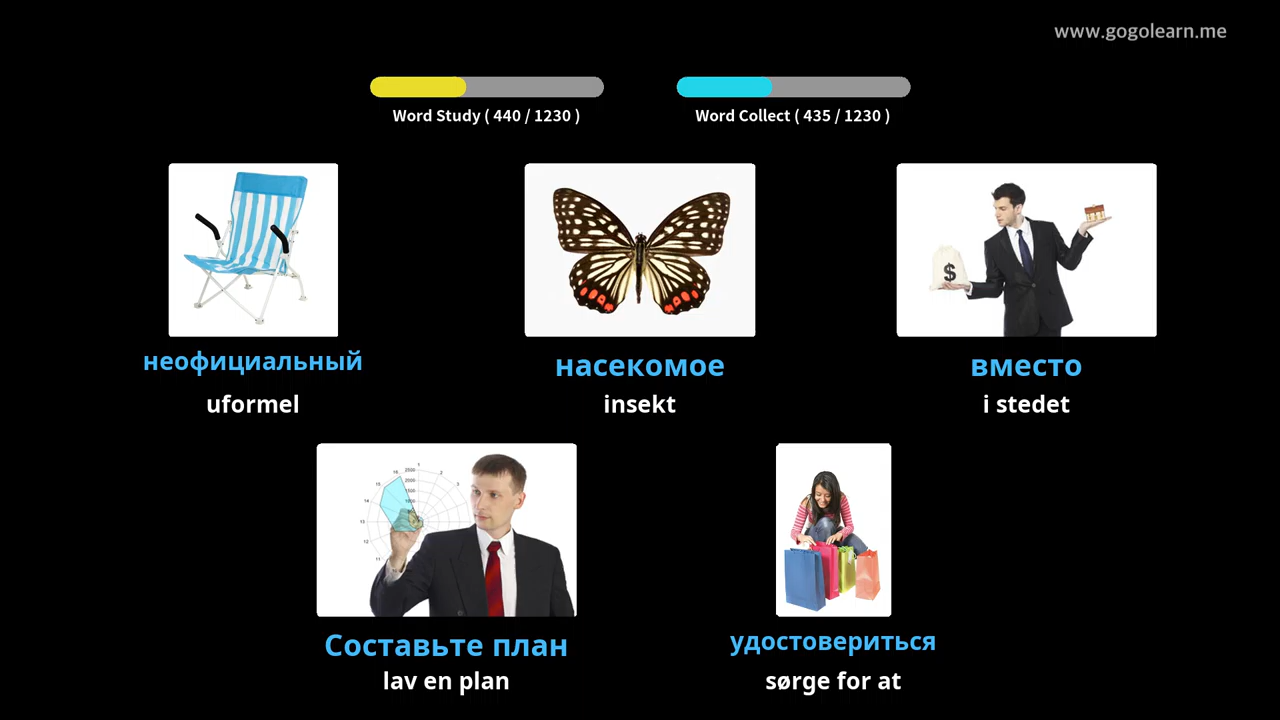 www.gogolearn.me
Word Study ( 440 / 1230 )
Word Collect ( 435 / 1230 )
неофициальный
uformel
насекомое
insekt
вместо
i stedet
Составьте план
lav en plan
удостовериться
sørge for at